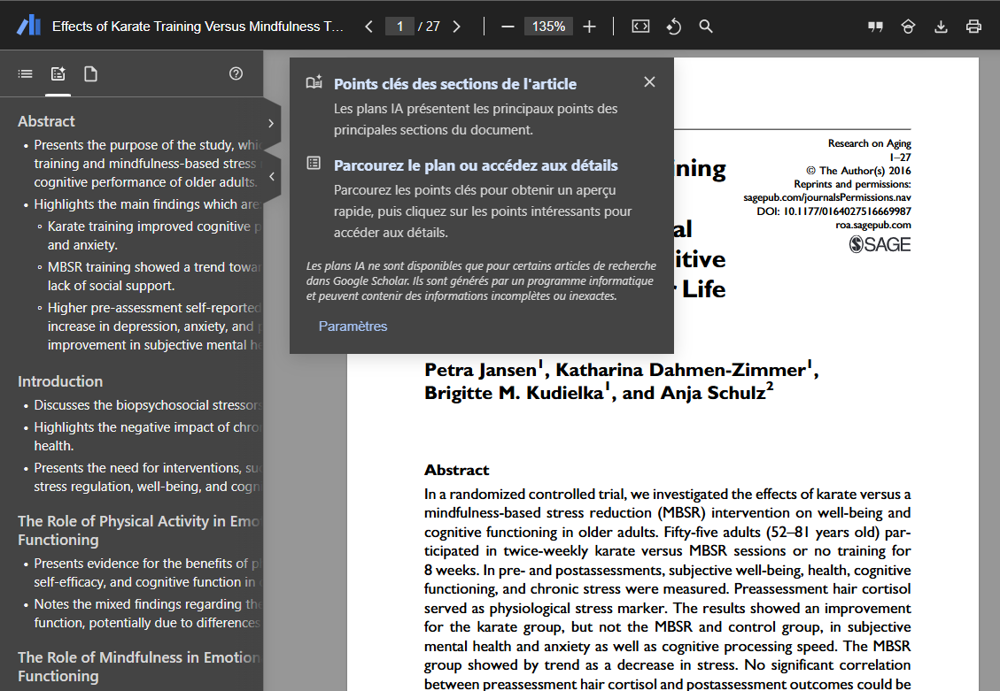 Effects of Karate Training Versus Mindfulness T...
1 / 27
135%
Abstract
• Presents the purpose of the study,
training and mindfulness-based stress
cognitive performance of older adults.
• Highlights the main findings which are
◦ Karate training improved cognitive
and anxiety.
◦ MBSR training showed a trend
lack of social support.
◦ Higher pre-assessment self-reported
increase in depression, anxiety, and
improvement in subjective mental
Introduction
• Discusses the biopsychosocial stressors
• Highlights the negative impact of
health.
• Presents the need for interventions,
stress regulation, well-being, and
The Role of Physical Activity in
Functioning
• Presents evidence for the benefits of
self-efficacy, and cognitive function in
• Notes the mixed findings regarding the
function, potentially due to differences
The Role of Mindfulness in Emotion
Functioning
Points clés des sections de l'article
Les plans IA présentent les principaux points des
principales sections du document.
Parcourez le plan ou accédez aux détails
Parcourez les points clés pour obtenir un aperçu
rapide, puis cliquez sur les points intéressants pour
accéder aux détails.
Les plans IA ne sont disponibles que pour certains articles de recherche
dans Google Scholar. Ils sont générés par un programme informatique
et peuvent contenir des informations incomplètes ou inexactes.
Paramètres
Research on Aging
1–27
© The Author(s) 2016
Reprints and permissions:
sagepub.com/journalsPermissions.nav
DOI: 10.1177/0164027516669987
roa.sagepub.com
SAGE
ning
al
itive
Life
Petra Jansen1, Katharina Dahmen-Zimmer1,
Brigitte M. Kudielka1, and Anja Schulz2
Abstract
In a randomized controlled trial, we investigated the effects of karate versus a
mindfulness-based stress reduction (MBSR) intervention on well-being and
cognitive functioning in older adults. Fifty-five adults (52–81 years old) par-
ticipated in twice-weekly karate versus MBSR sessions or no training for
8 weeks. In pre- and postassessments, subjective well-being, health, cognitive
functioning, and chronic stress were measured. Preassessment hair cortisol
served as physiological stress marker. The results showed an improvement
for the karate group, but not the MBSR and control group, in subjective
mental health and anxiety as well as cognitive processing speed. The MBSR
group showed by trend as a decrease in stress. No significant correlation
between preassessment hair cortisol and postassessment outcomes could be